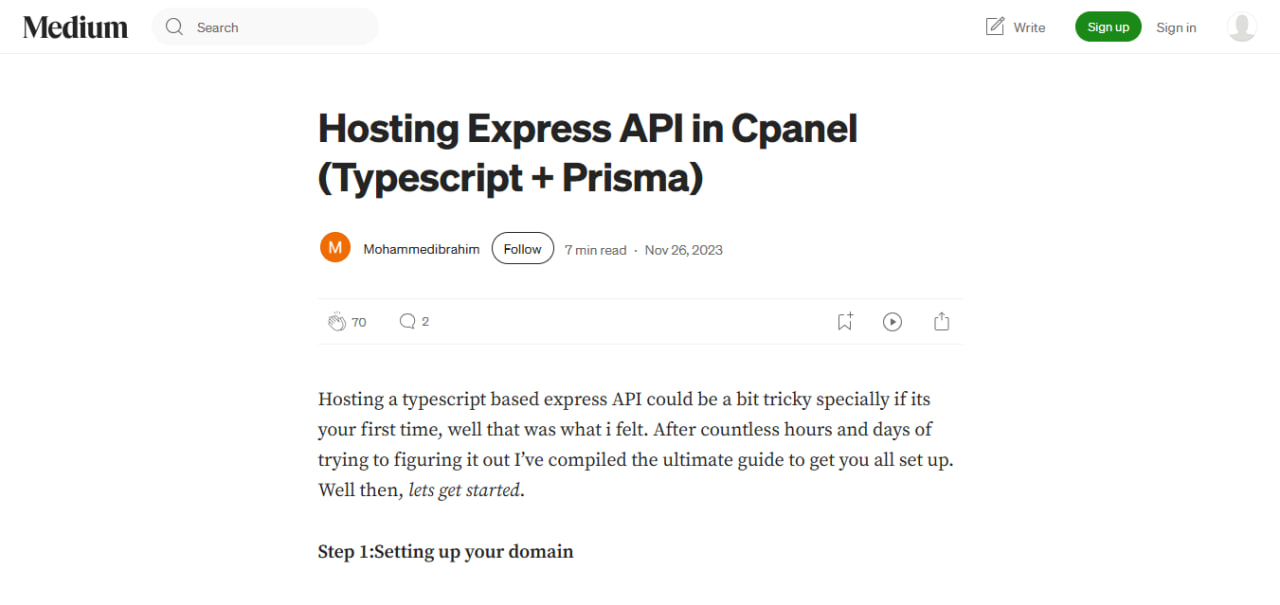 Medium
Search
Write
Sign up
Sign in
Hosting Express API in Cpanel
(Typescript + Prisma)
M
Mohammedibrahim
Follow
7 min read · Nov 26, 2023
70
2
Hosting a typescript based express API could be a bit tricky specially if its
your first time, well that was what i felt. After countless hours and days of
trying to figuring it out I’ve compiled the ultimate guide to get you all set up.
Well then, lets get started.
Step 1:Setting up your domain